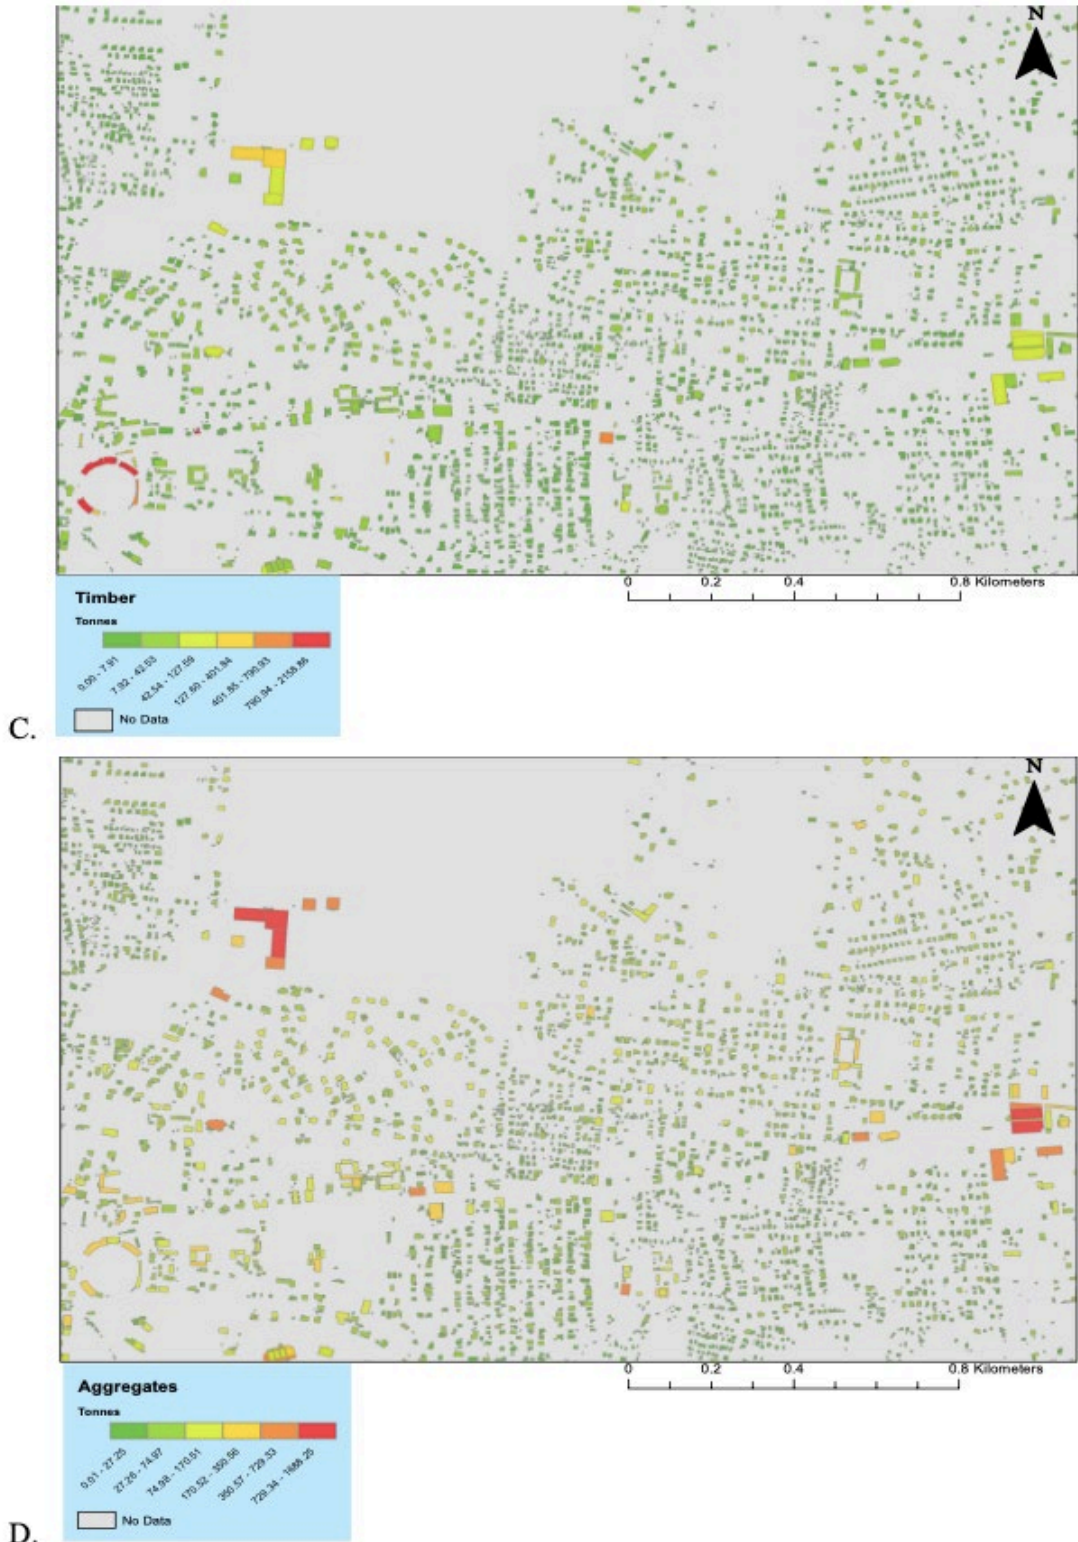 N
0 0.2 0.4 0.8 Kilometers
Timber
Tonnes
0.00 - 7.91
7.92 - 42.53
42.54 - 127.59
127.60 - 401.84
401.85 - 790.93
790.94 - 2158.86
No Data
C.
N
0 0.2 0.4 0.8 Kilometers
Aggregates
Tonnes
0.01 - 27.25
27.26 - 74.97
74.98 - 170.51
170.52 - 350.56
350.57 - 729.33
729.34 - 1688.25
No Data
D.